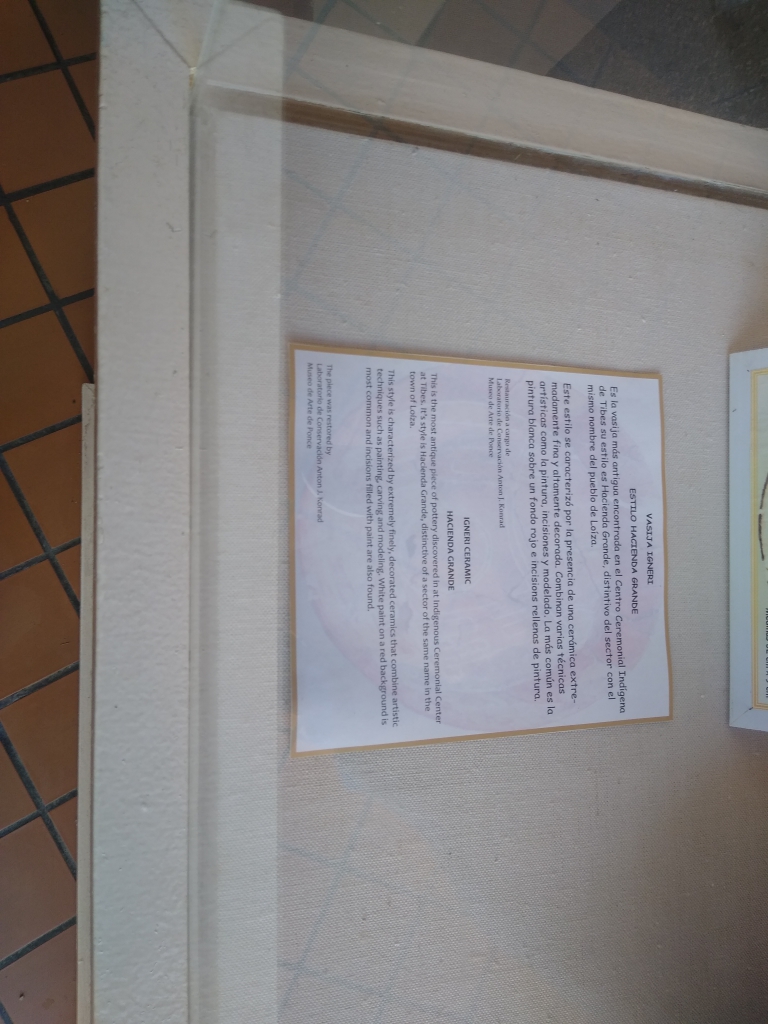 VASIJA IGNERI
ESTILO HACIENDA GRANDE
Es la vasija más antigua encontrada en el Centro Ceremonial Indígena
de Tibes su estilo es Hacienda Grande, distintivo del sector con el
mismo nombre del pueblo de Loíza.
Este estilo se caracterizó por la presencia de una cerámica extre-
madamente fina y altamente decorada. Combinan varias técnicas
artísticas como la pintura, incisiones y modelado. La más común es la
pintura blanca sobre un fondo rojo e incisions rellenas de pintura.
Restauración a cargo de
Laboratorio de Conservación Anton J. Konrad
Museo de Arte de Ponce
IGNERI CERAMIC
HACIENDA GRANDE
This is the most antique piece of pottery discovered in at Indigenous Ceremonial Center
at Tibes. It's style is Hacienda Grande, distinctive of a sector of the same name in the
town of Loíza.
This style is characterized by extremely finely, decorated ceramics that combine artistic
techniques such as painting, carving and modeling. White paint on a red background is
most common and incisions filled with paint are also found.
The piece was restored by
Laboratorio de Conservación Anton J. Konrad
Museo de Arte de Ponce